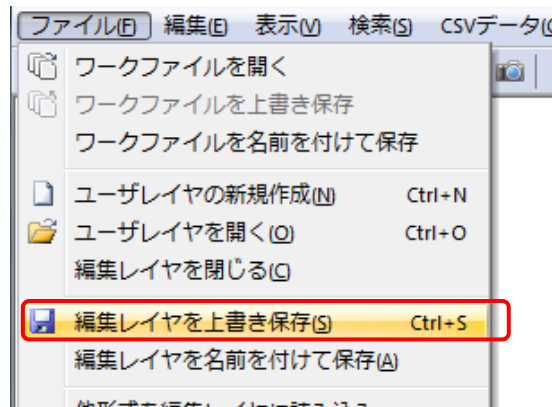 ファイル(F) 編集(E) 表示(V) 検索(S) CSVデータ(
ワークファイルを開く
ワークファイルを上書き保存
ワークファイルを名前を付けて保存
ユーザレイヤの新規作成(N) Ctrl+N
ユーザレイヤを開く(O) Ctrl+O
編集レイヤを閉じる(C)
編集レイヤを上書き保存(S) Ctrl+S
編集レイヤを名前を付けて保存(A)